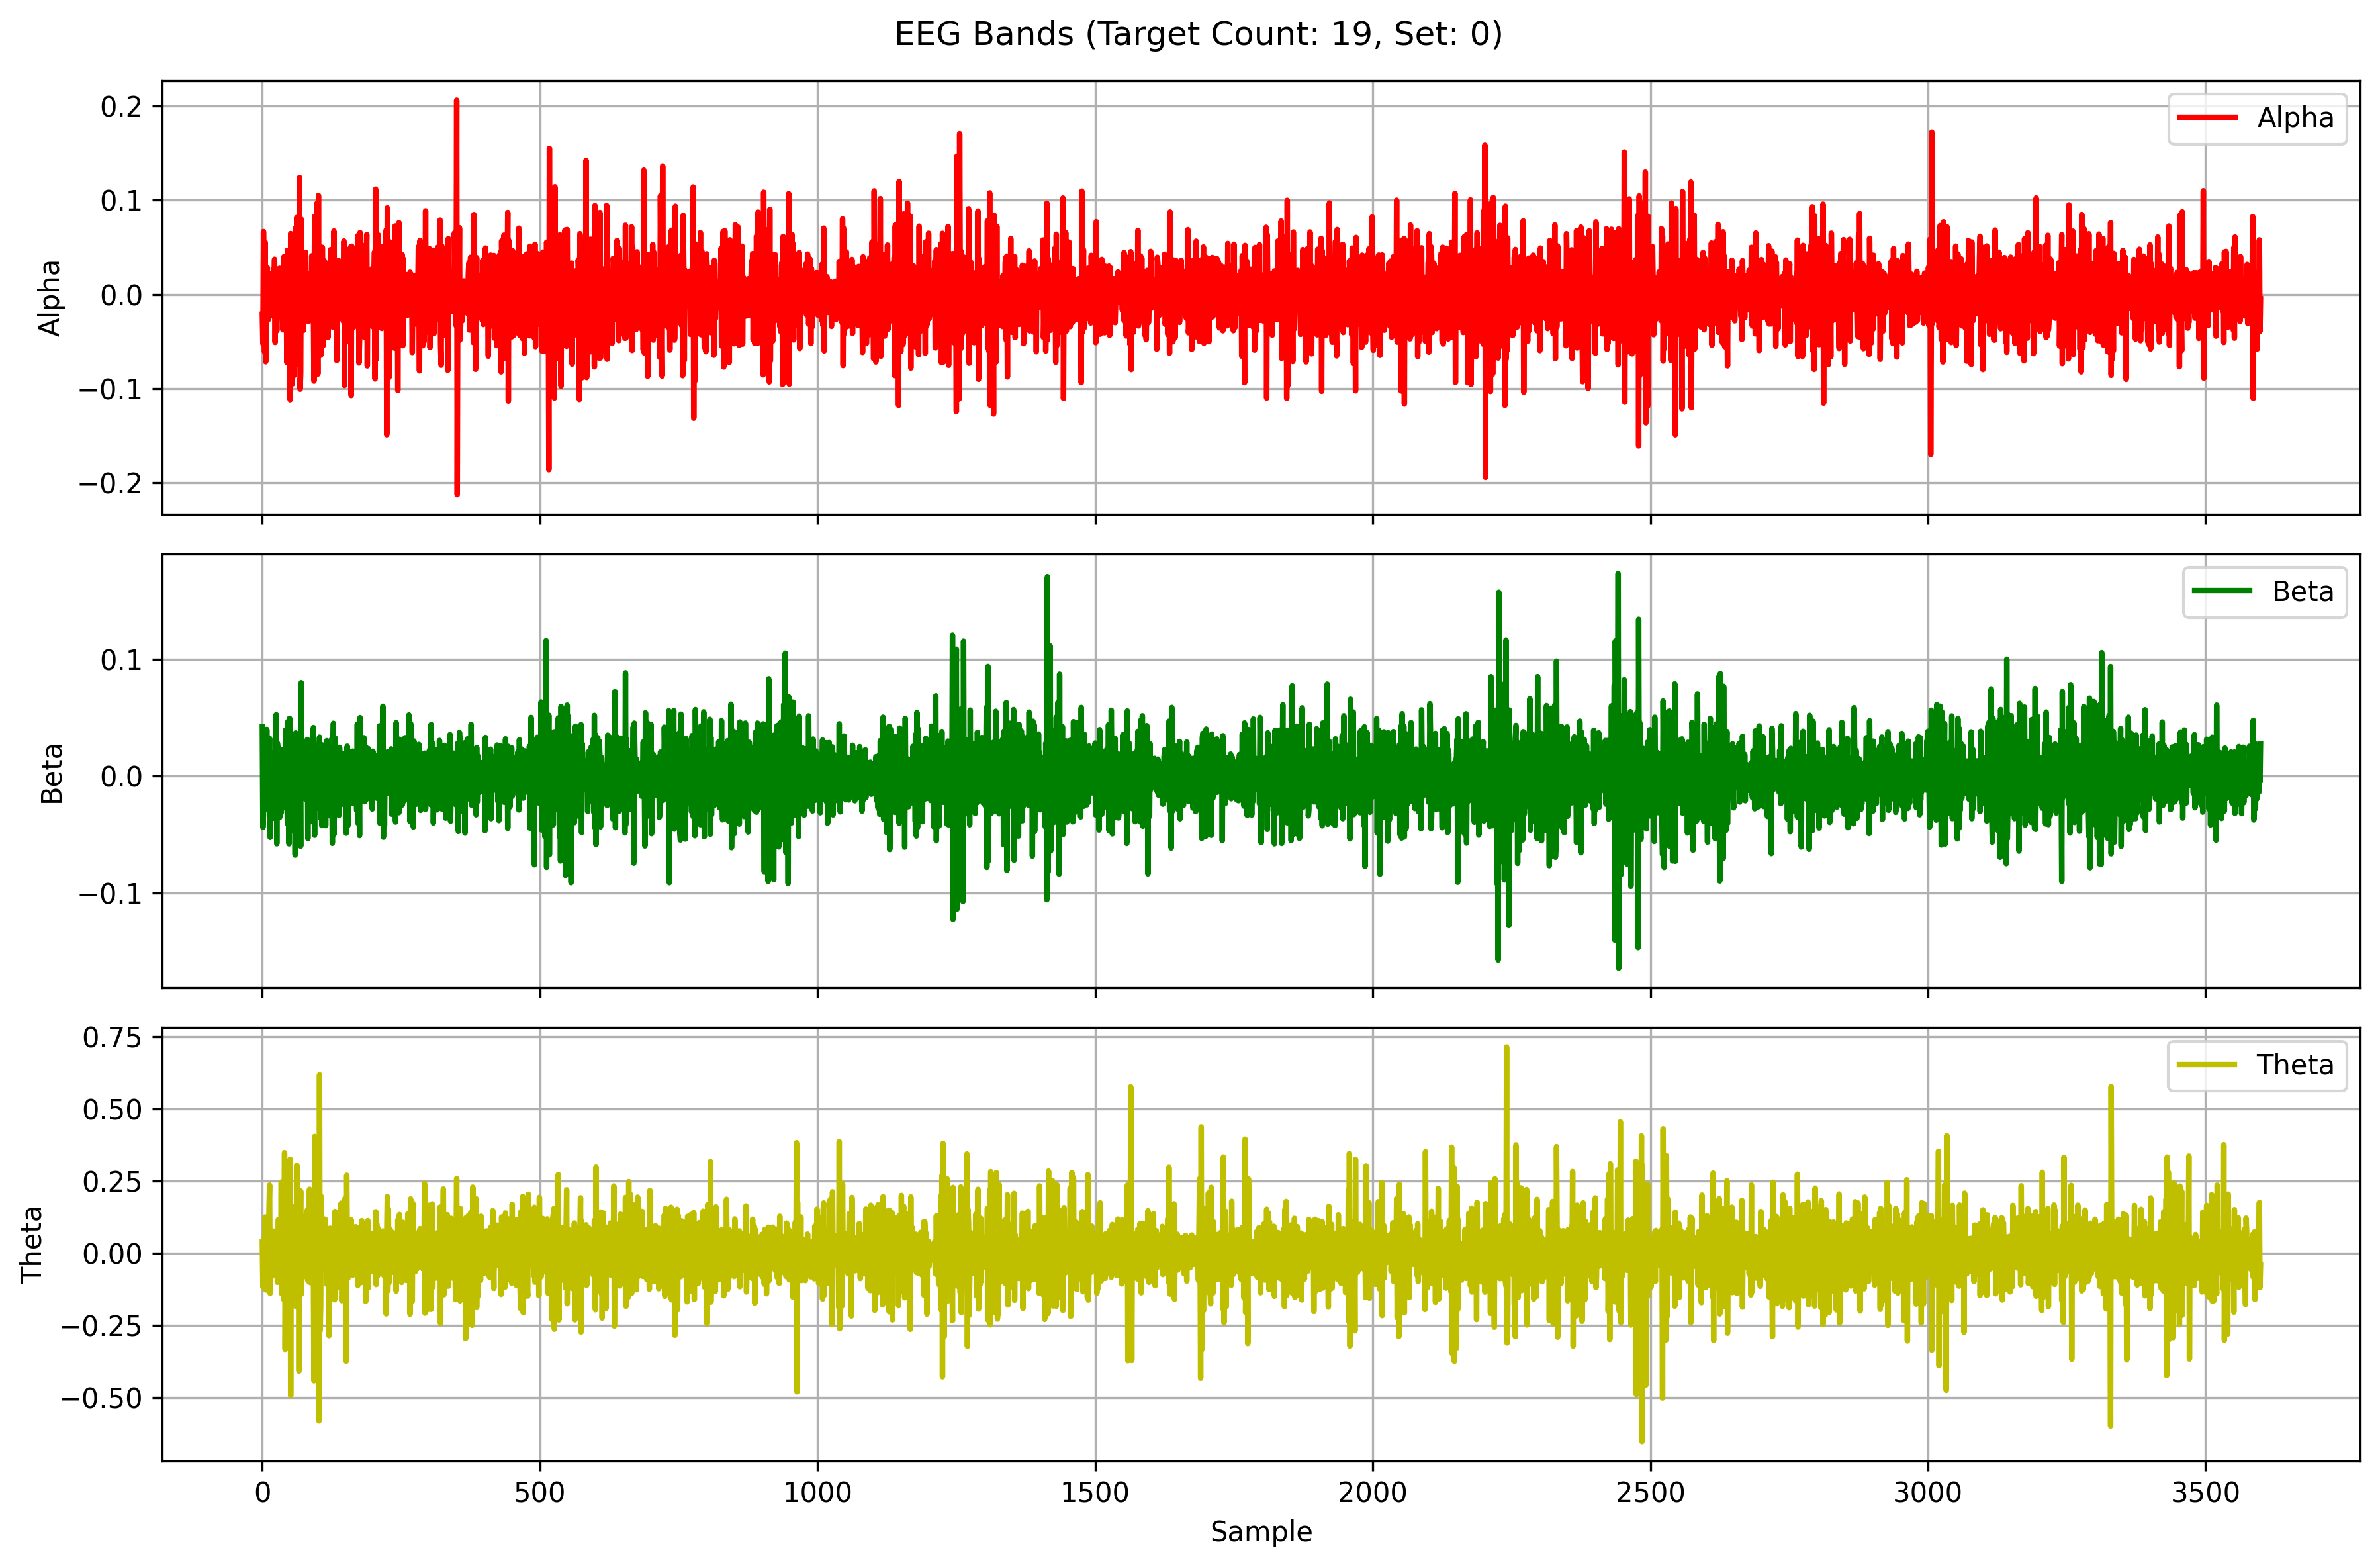 EEG Bands (Target Count: 19, Set: 0)
0.2
0.1
0.0
−0.1
−0.2
Alpha
Alpha
0.1
0.0
−0.1
Beta
Beta
0.75
0.50
0.25
0.00
−0.25
−0.50
Theta
Theta
0 500 1000 1500 2000 2500 3000 3500
Sample